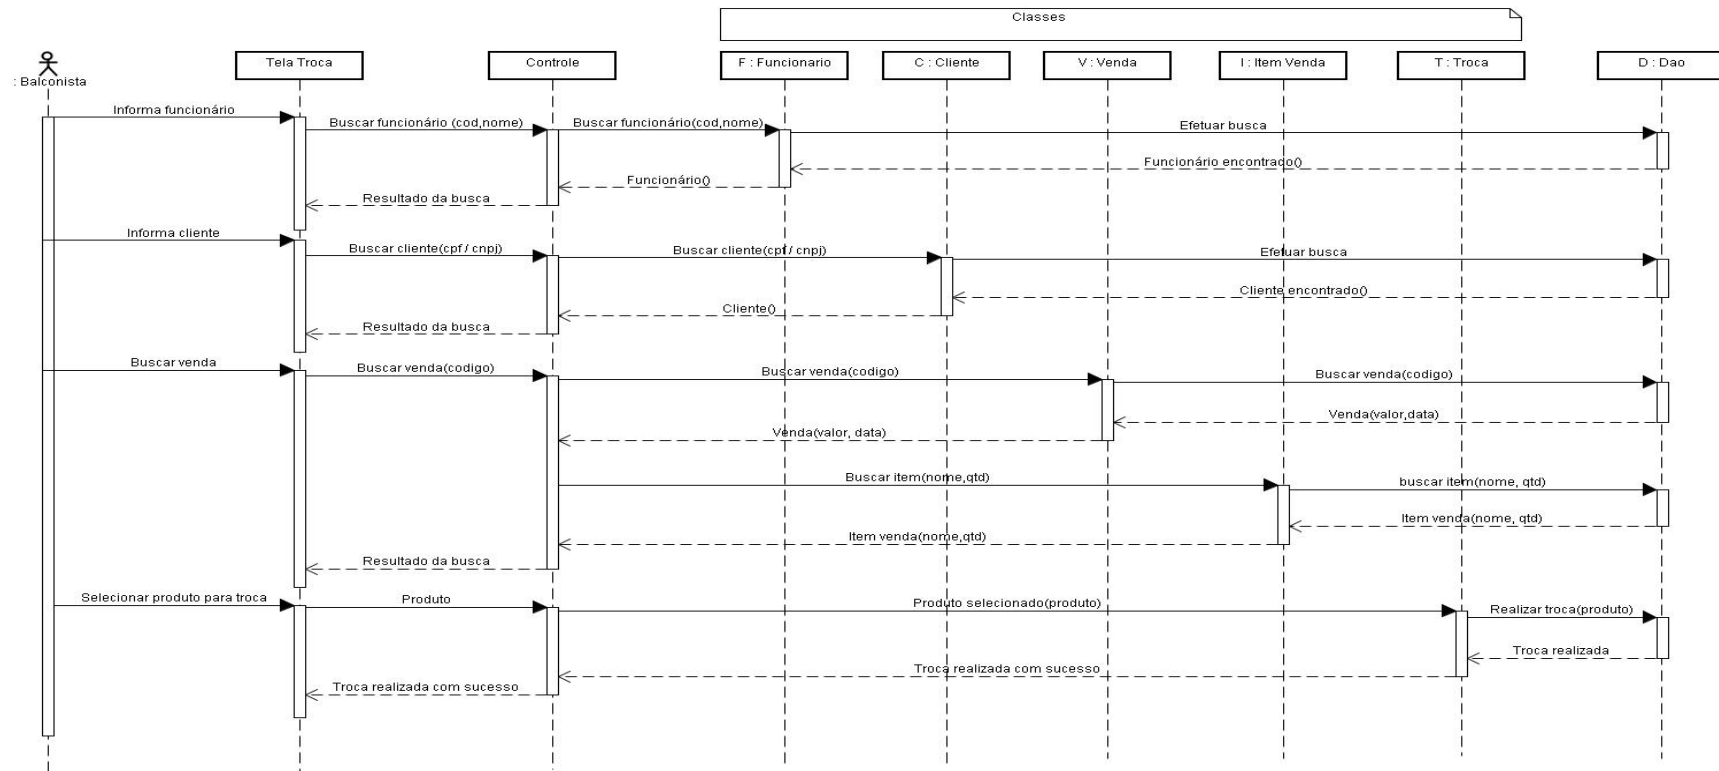 Classes
: Balconista
Tela Troca
Controle
F : Funcionario
C : Cliente
V : Venda
I : Item Venda
T : Troca
D : Dao
Informa funcionário
Buscar funcionário (cod,nome)
Buscar funcionário(cod,nome)
Efetuar busca
Funcionário encontrado()
Funcionário()
Resultado da busca
Informa cliente
Buscar cliente(cpf / cnpj)
Buscar cliente(cpf / cnpj)
Efetuar busca
Cliente encontrado()
Cliente()
Resultado da busca
Buscar venda
Buscar venda(codigo)
Buscar venda(codigo)
Buscar venda(codigo)
Venda(valor,data)
Venda(valor, data)
Buscar item(nome,qtd)
buscar item(nome, qtd)
Item venda(nome, qtd)
Item venda(nome,qtd)
Resultado da busca
Selecionar produto para troca
Produto
Produto selecionado(produto)
Realizar troca(produto)
Troca realizada
Troca realizada com sucesso
Troca realizada com sucesso